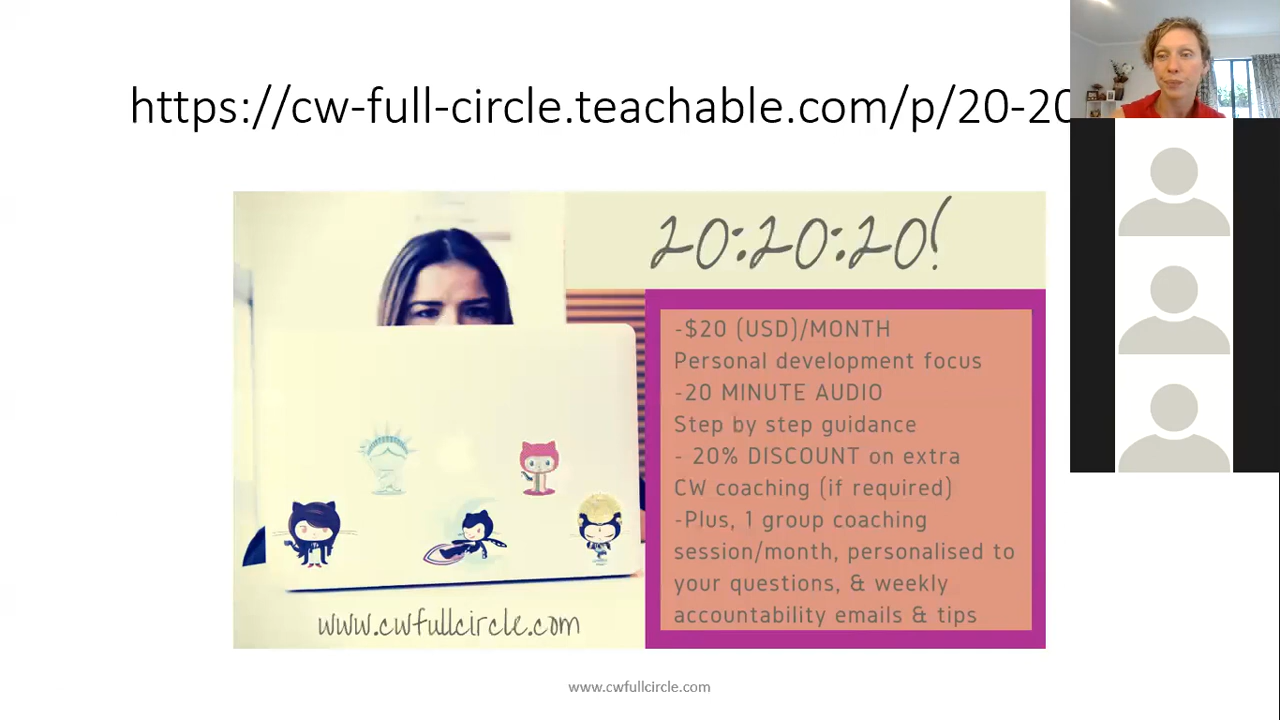 https://cw-full-circle.teachable.com/p/20-20
20:20:20!
-$20 (USD)/MONTH
Personal development focus
-20 MINUTE AUDIO
Step by step guidance
- 20% DISCOUNT on extra
CW coaching (if required)
-Plus, 1 group coaching
session/month, personalised to
your questions, & weekly
accountability emails & tips
www.cwfullcircle.com
www.cwfullcircle.com